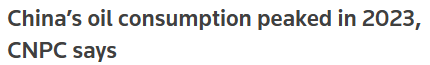 China’s oil consumption peaked in 2023,
CNPC says